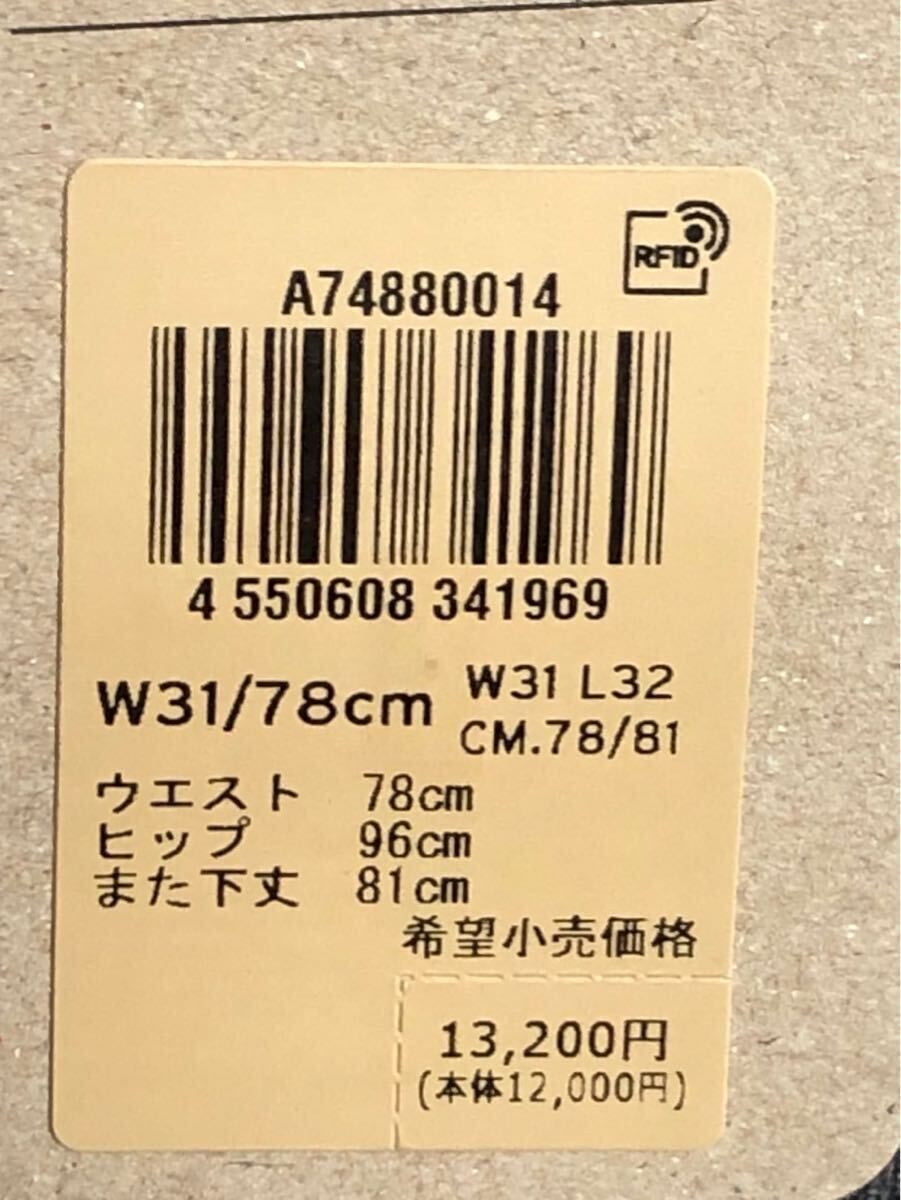 RFID
A74880014
4 550608 341969
W31/78cm
W31 L32
CM.78/81
ウエスト 78cm
ヒップ 96cm
また下丈 81cm
希望小売価格
13,200円
(本体12,000円)